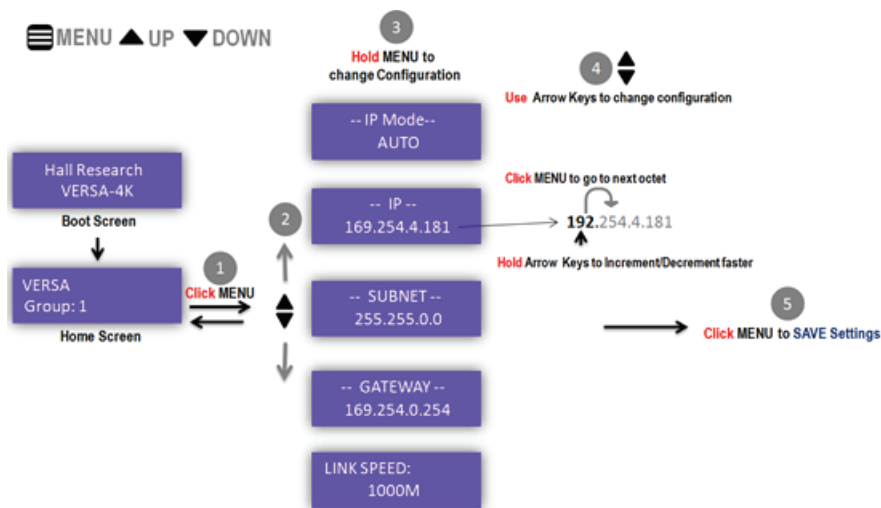 MENU UP DOWN
3
Hold MENU to
change Configuration
4
Use Arrow Keys to change configuration
-- IP Mode--
AUTO
Hall Research
VERSA-4K
Boot Screen
Click MENU to go to next octet
2
-- IP --
169.254.4.181
192.254.4.181
Hold Arrow Keys to Increment/Decrement faster
1
Click MENU
VERSA
Group: 1
Home Screen
-- SUBNET --
255.255.0.0
5
Click MENU to SAVE Settings
-- GATEWAY --
169.254.0.254
LINK SPEED:
1000M